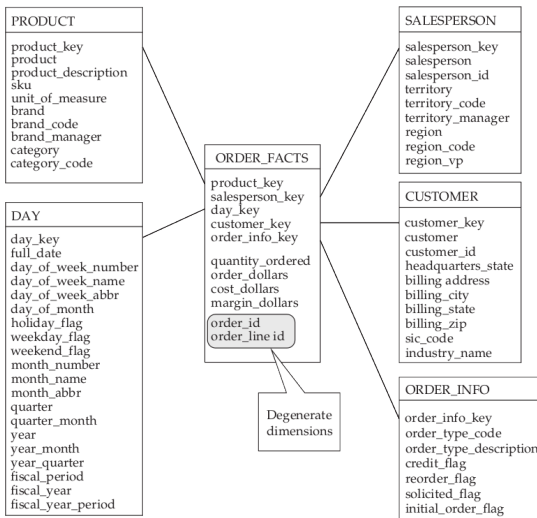 PRODUCT
product_key
product
product_description
sku
unit_of_measure
brand
brand_code
brand_manager
category
category_code
DAY
day_key
full_date
day_of_week_number
day_of_week_name
day_of_week_abbr
day_of_month
holiday_flag
weekday_flag
weekend_flag
month_number
month_name
month_abbr
quarter
quarter_month
year
year_month
year_quarter
fiscal_period
fiscal_year
fiscal_year_period
ORDER_FACTS
product_key
salesperson_key
day_key
customer_key
order_info_key
quantity_ordered
order_dollars
cost_dollars
margin_dollars
order_id
order_line id
Degenerate
dimensions
SALESPERSON
salesperson_key
salesperson
salesperson_id
territory
territory_code
territory_manager
region
region_code
region_vp
CUSTOMER
customer_key
customer
customer_id
headquarters_state
billing address
billing_city
billing_state
billing_zip
sic_code
industry_name
ORDER_INFO
order_info_key
order_type_code
order_type_description
credit_flag
reorder_flag
solicited_flag
initial_order_flag